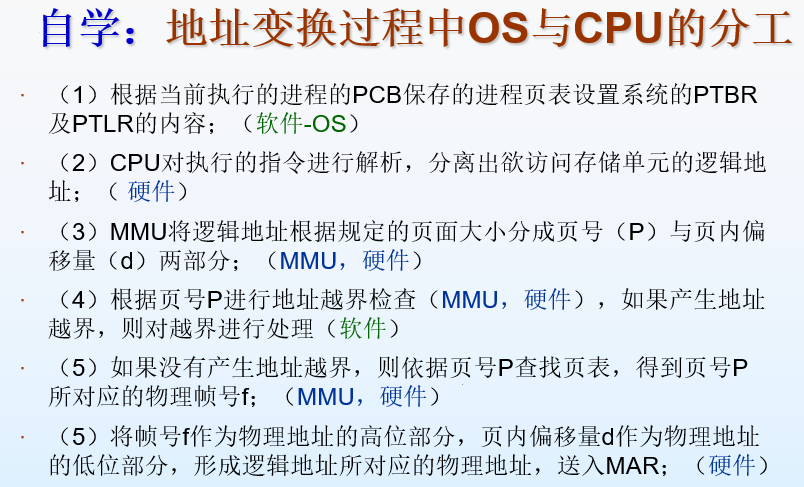 自学：地址变换过程中OS与CPU的分工
· （1）根据当前执行的进程的PCB保存的进程页表设置系统的PTBR
及PTLR的内容；（软件-OS）
· （2）CPU对执行的指令进行解析，分离出欲访问存储单元的逻辑地
址；（ 硬件）
· （3）MMU将逻辑地址根据规定的页面大小分成页号（P）与页内偏
移量（d）两部分；（MMU，硬件）
· （4）根据页号P进行地址越界检查（MMU，硬件），如果产生地址
越界，则对越界进行处理（软件）
· （5）如果没有产生地址越界，则依据页号P查找页表，得到页号P
所对应的物理帧号f；（MMU，硬件）
· （5）将帧号f作为物理地址的高位部分，页内偏移量d作为物理地址
的低位部分，形成逻辑地址所对应的物理地址，送入MAR；（硬件）